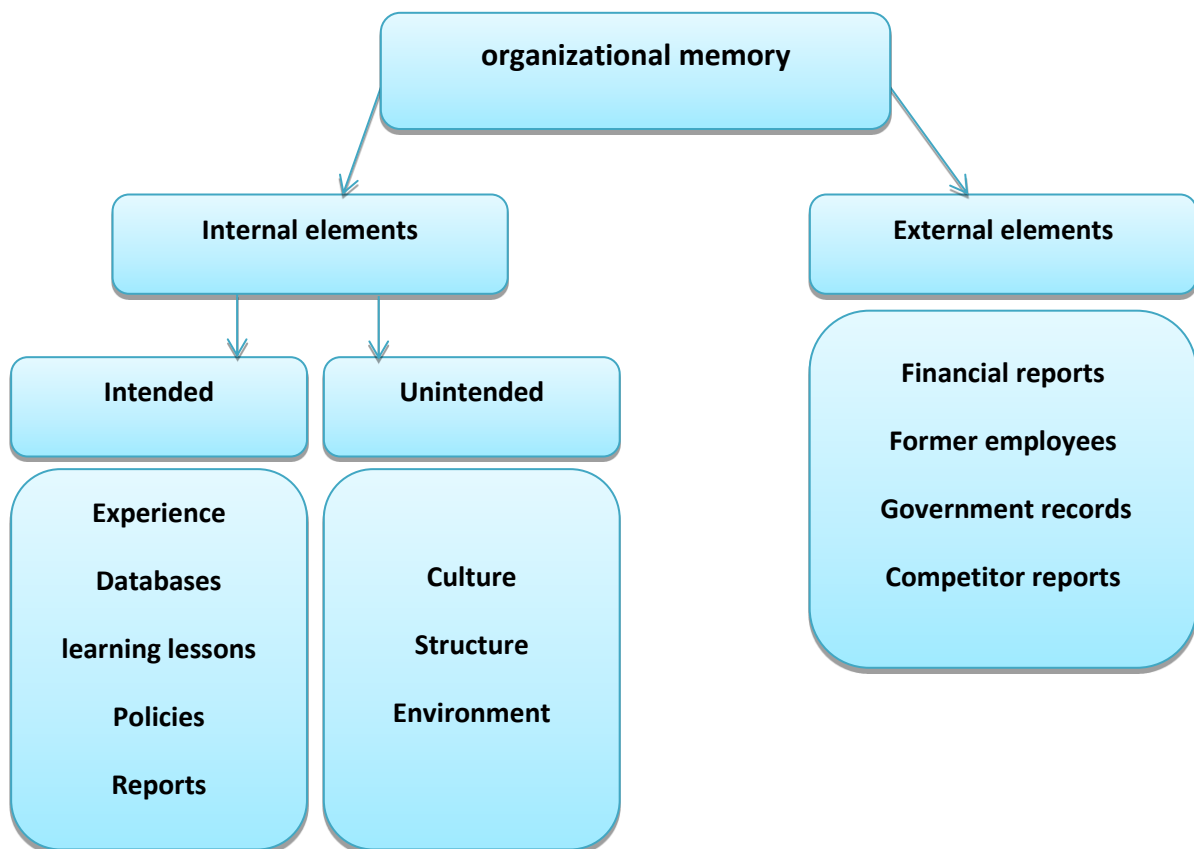 organizational memory
Internal elements
External elements
Intended
Unintended
Experience
Databases
learning lessons
Policies
Reports
Culture
Structure
Environment
Financial reports
Former employees
Government records
Competitor reports